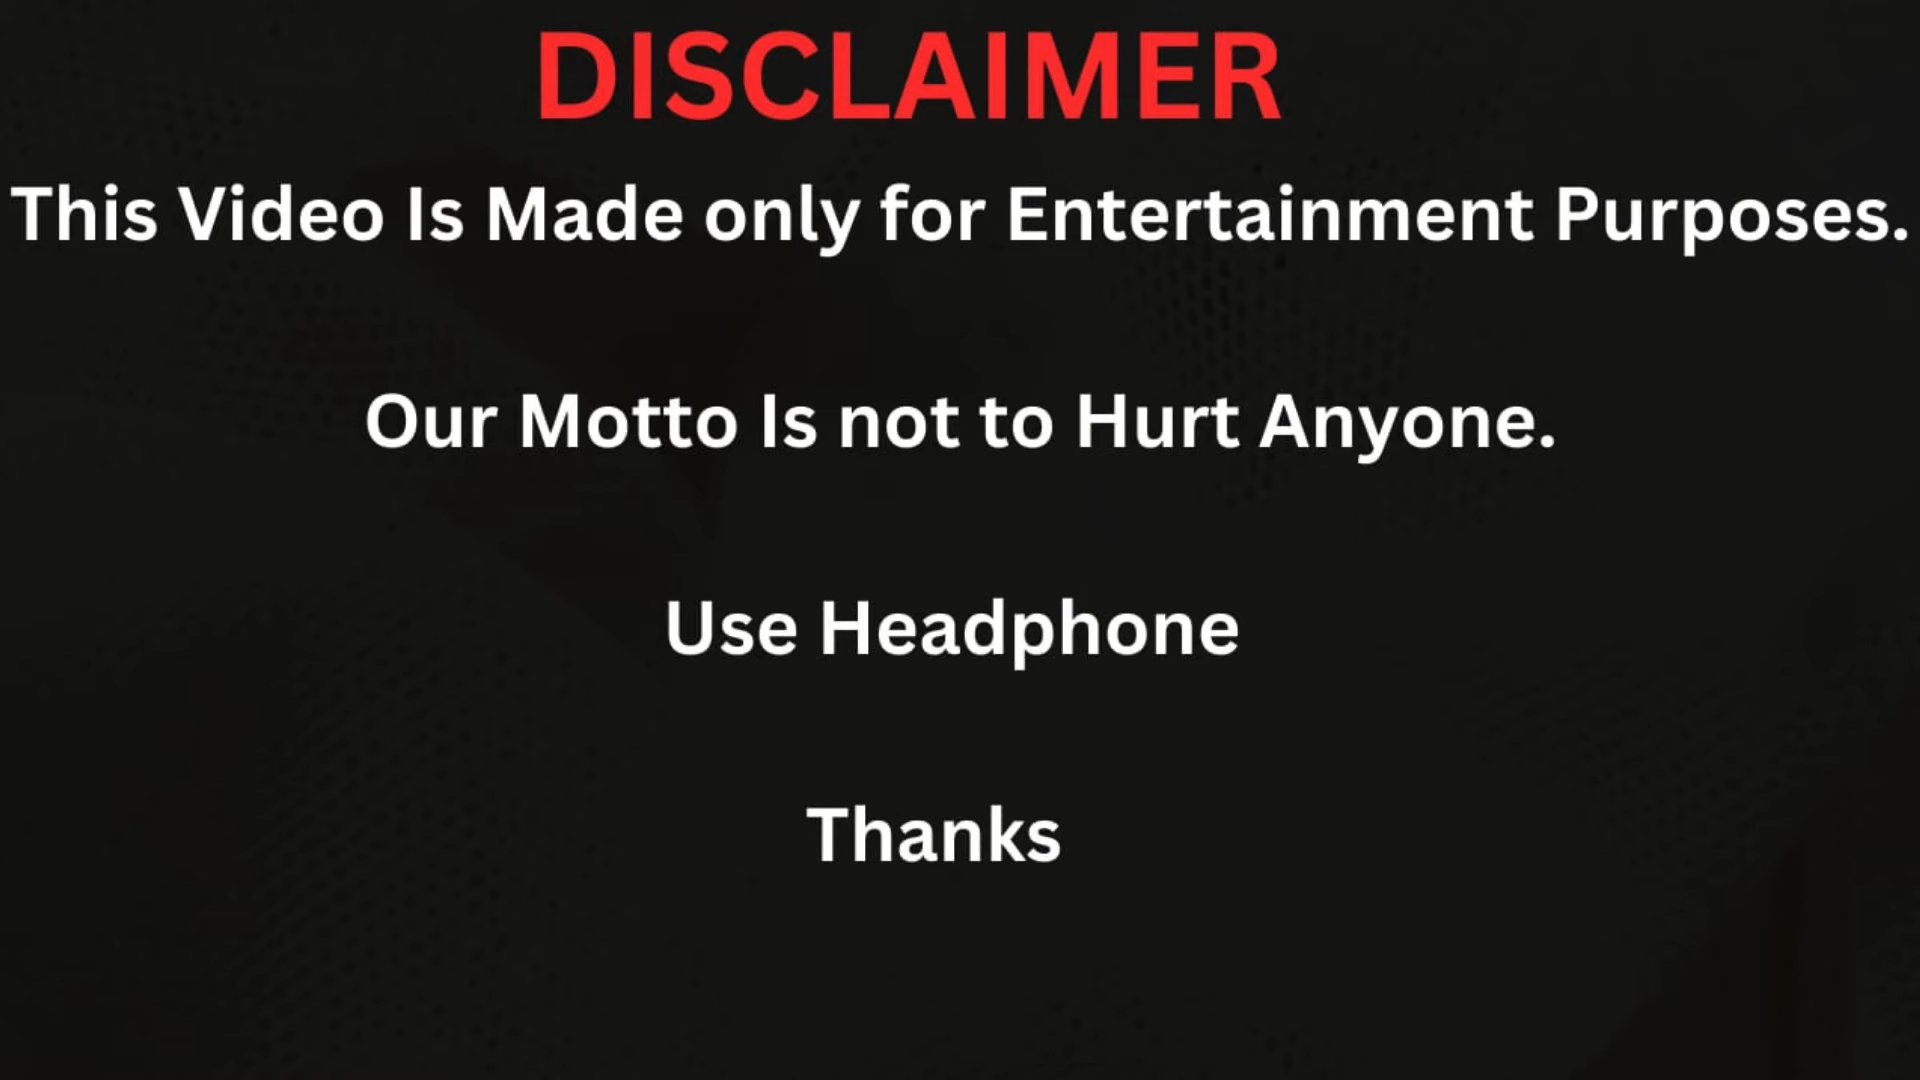 DISCLAIMER
This Video Is Made only for Entertainment Purposes.
Our Motto Is not to Hurt Anyone.
Use Headphone
Thanks